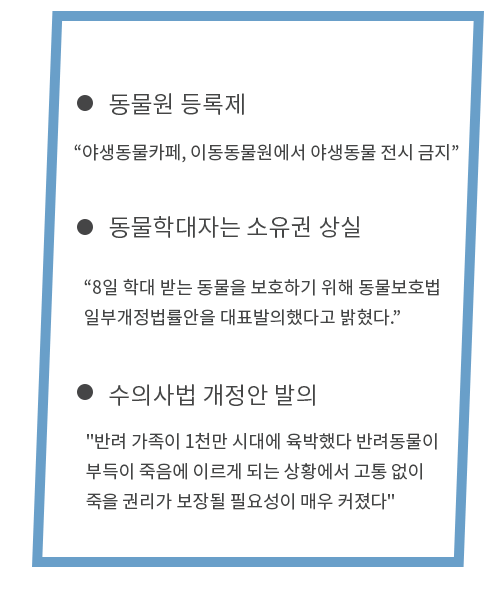 ● 동물원 등록제
“야생동물카페, 이동동물원에서 야생동물 전시 금지”
● 동물학대자는 소유권 상실
“8일 학대 받는 동물을 보호하기 위해 동물보호법
일부개정법률안을 대표발의했다고 밝혔다.”
● 수의사법 개정안 발의
"반려 가족이 1천만 시대에 육박했다 반려동물이
부득이 죽음에 이르게 되는 상황에서 고통 없이
죽을 권리가 보장될 필요성이 매우 커졌다"